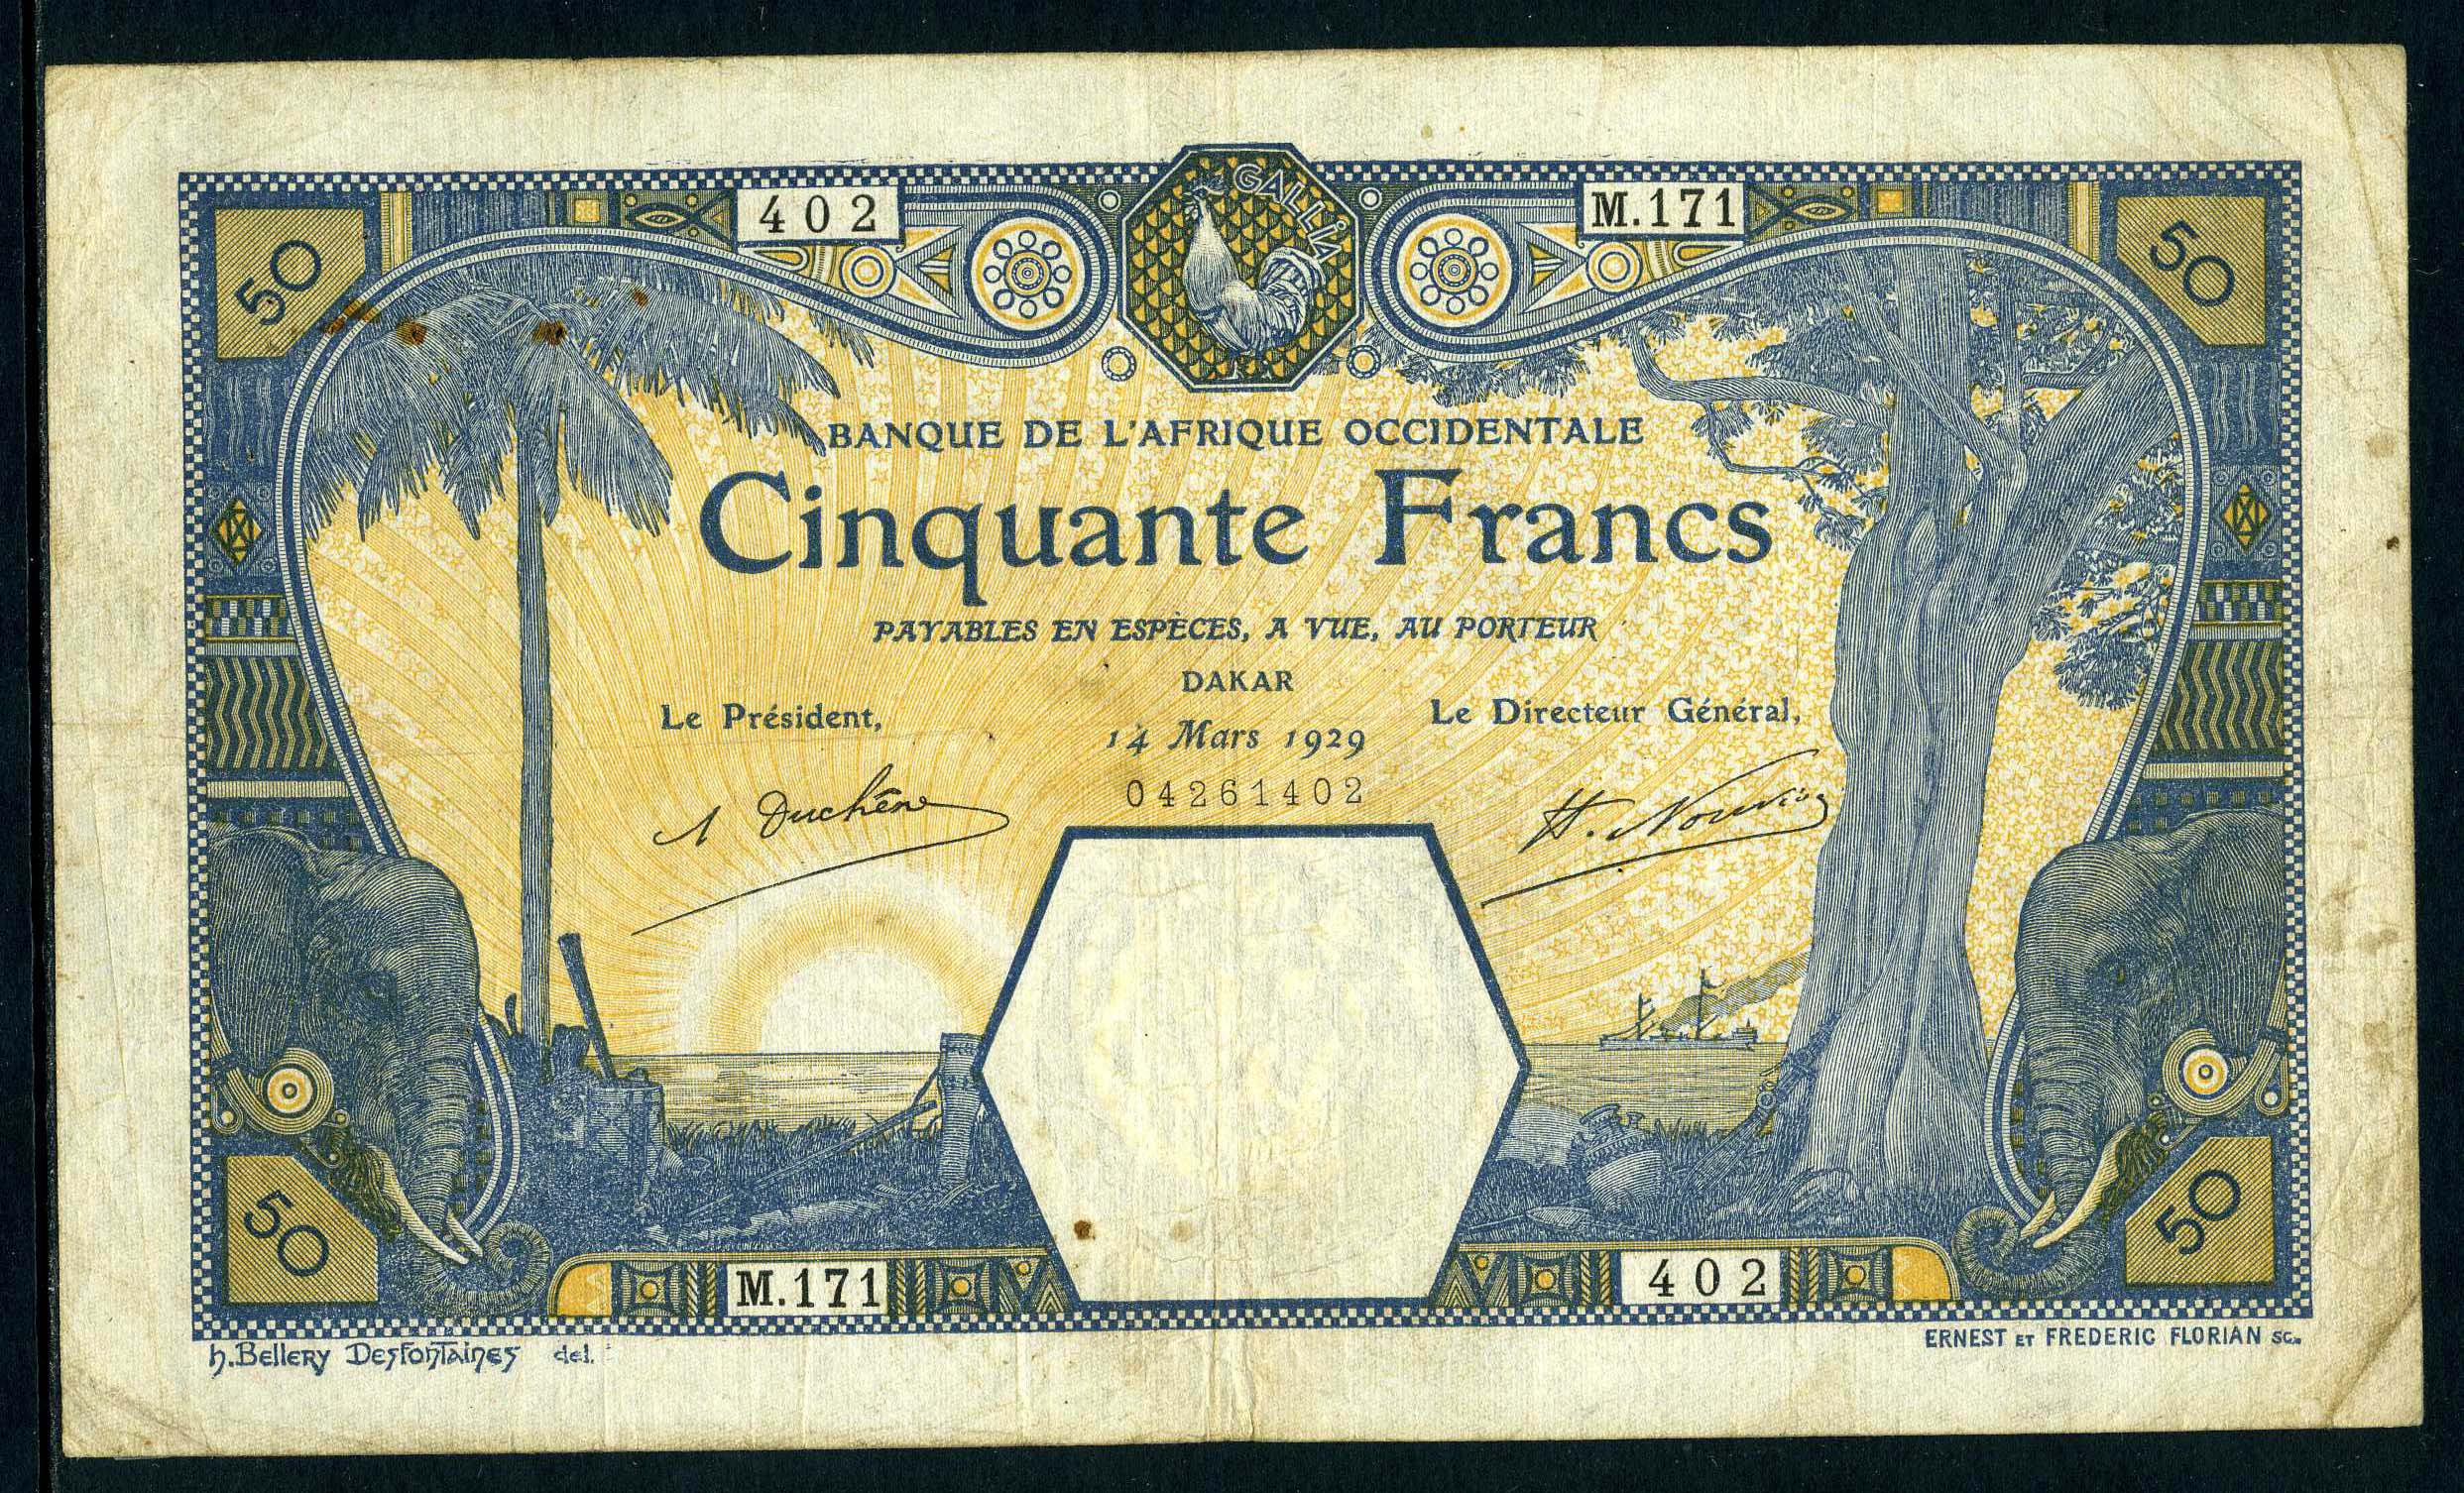 402
GALLIA
M.171
50
50
BANQUE DE L'AFRIQUE OCCIDENTALE
Cinquante Francs
PAYABLES EN ESPÈCES, A VUE, AU PORTEUR
DAKAR
Le Président,
Le Directeur Général,
14 Mars 1929
04261402
A Duchêne
H. Nouvion
50
50
M.171
402
h. Bellery Desfontaines del.
ERNEST ET FREDERIC FLORIAN SC.